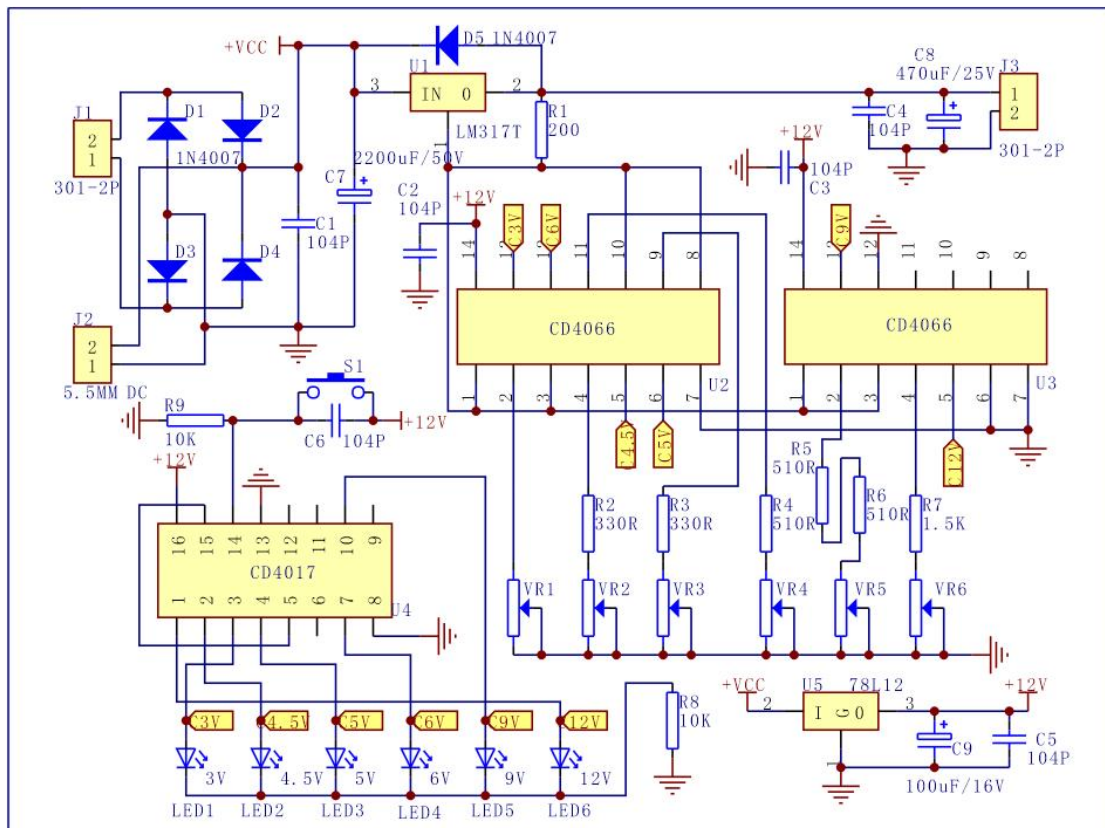 D5 1N4007
+VCC
U1
3
IN O
2
LM317T
1
R1
200
C8
470uF/25V
J3
1
2
301-2P
C4
104P
J1
2
1
301-2P
D1
D2
1N4007
D3
D4
C1
104P
2200uF/50V
C7
C2
104P
+12V
+12V
104P
C3
14
13
12
11
10
9
8
C3V
C6V
CD4066
U2
1
2
3
4
5
6
7
C4.5V
C5V
14
12
11
10
9
8
C9V
CD4066
U3
1
2
3
4
5
6
7
C12V
J2
2
1
5.5MM DC
S1
R9
10K
C6
104P
+12V
+12V
16
15
14
13
12
11
10
9
CD4017
U4
1
2
3
4
5
6
7
8
R2
330R
R3
330R
R4
510R
R5
510R
R6
510R
R7
1.5K
VR1
VR2
VR3
VR4
VR5
VR6
C3V
C4.5V
C5V
C6V
C9V
12V
R8
10K
3V
4.5V
5V
6V
9V
12V
LED1
LED2
LED3
LED4
LED5
LED6
+VCC
2
U5
78L12
I G O
3
1
+12V
C9
100uF/16V
C5
104P